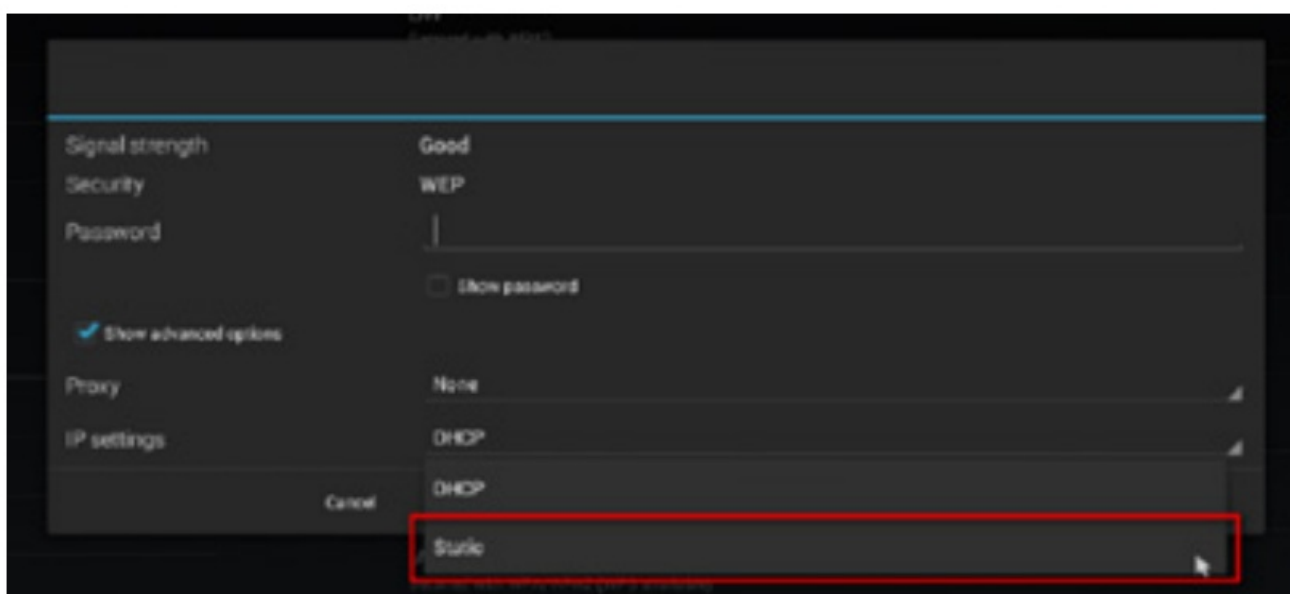 Signal strength Good
Security WEP
Password
Show password
Show advanced options
Proxy None
IP settings DHCP
DHCP
Cancel
Static